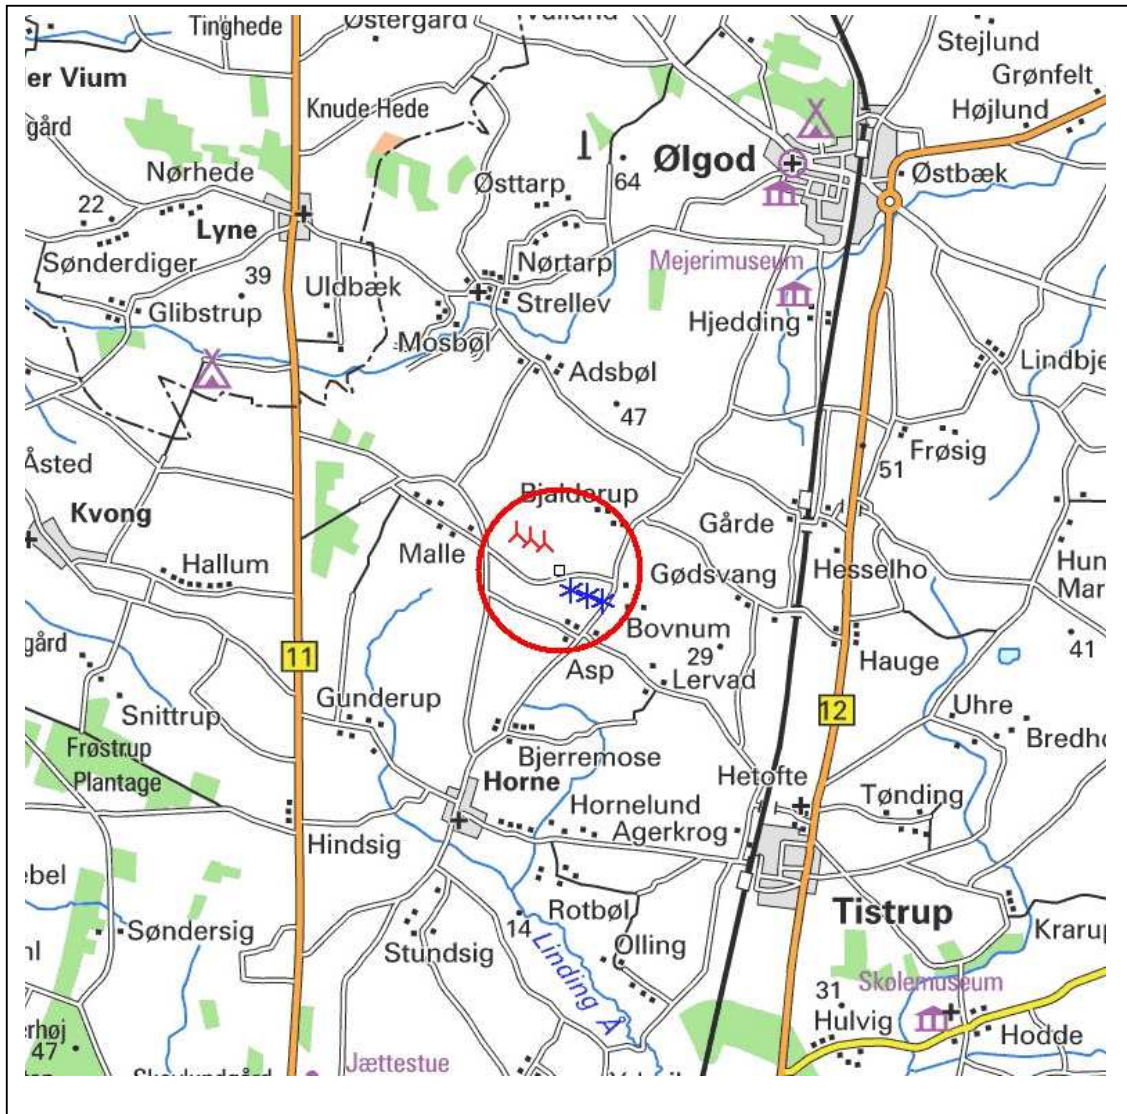 Tinghede
Østergård
Stejlund
Grønfelt
er Vium
Højlund
gård
Knude Hede
Ølgod
Østbæk
Nørhede
Østtarp
64
22
Lyne
Sønderdiger
Nørtarp
Mejerimuseum
39
Uldbæk
Strellev
Glibstrup
Hjedding
Mosbøl
Lindbje
Adsbøl
47
Frøsig
Åsted
51
Bjalderup
Kvong
Gårde
Malle
Hallum
Gødsvang
Hesselho
Hun
Mar
Bovnum
gård
11
29
41
Asp
Lervad
Hauge
Snittrup
Gunderup
12
Uhre
Frøstrup
Plantage
Bjerremose
Bredho
Horne
Hetofte
Tønding
Hornelund
Agerkrog
Hindsig
ebel
Rotbøl
Tistrup
14
Søndersig
Krarup
Stundsig
Olling
Linding Å
Skolemuseum
31
Hulvig
Hodde
erhøj
47
Jættestue